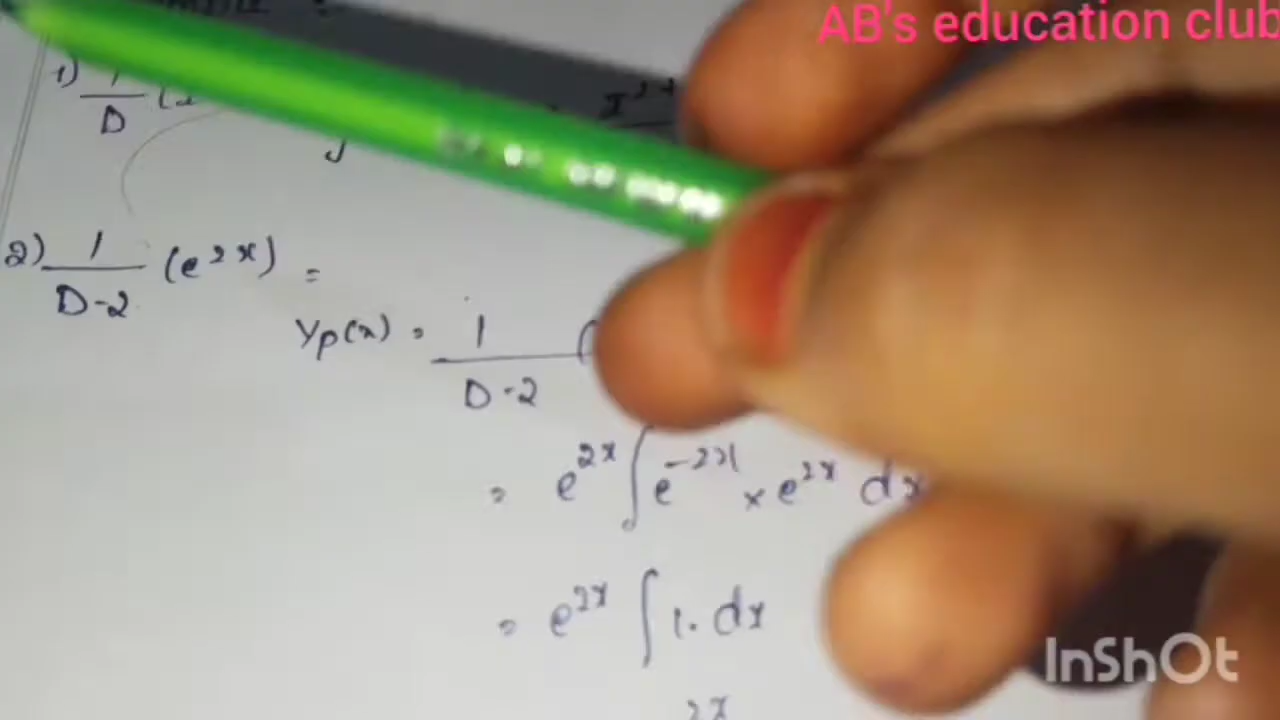 AB's education club
1) 1/D
2) 1/(D-2) (e^{2x}) =
Yp(x) = 1/(D-2) (
= e^{2x} ∫ e^{-2x} × e^{2x} dx
= e^{2x} ∫ 1. dx
2x
InShOt